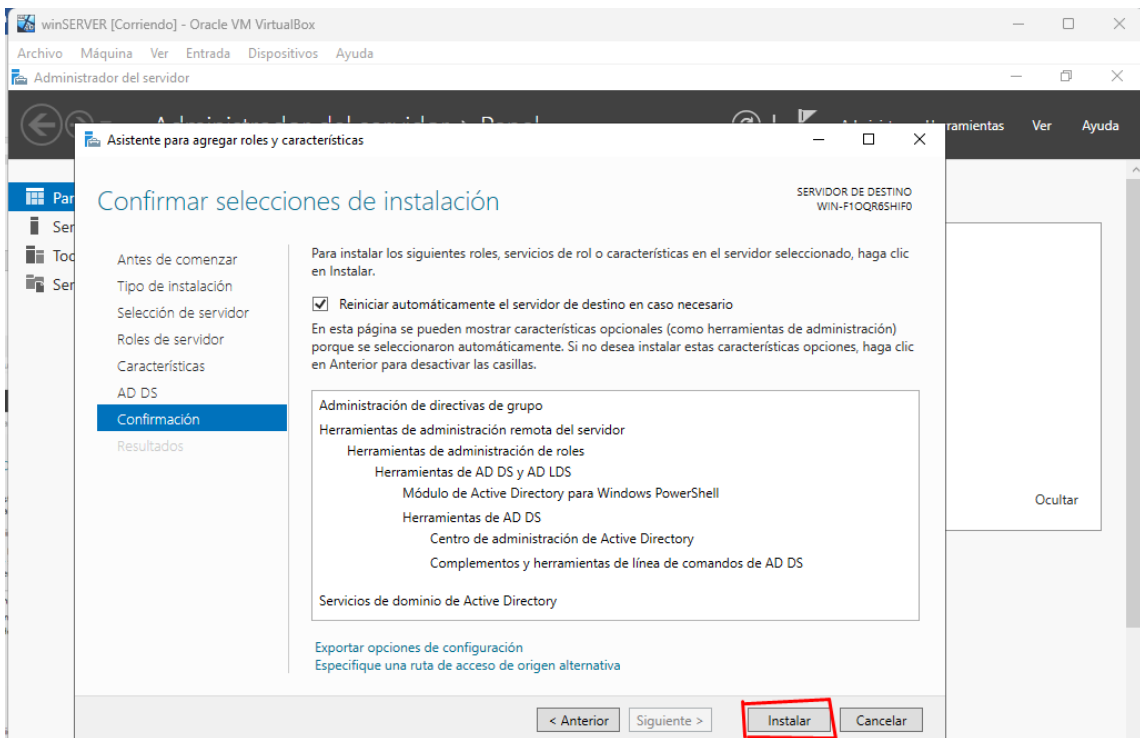 winSERVER [Corriendo] - Oracle VM VirtualBox
Archivo Máquina Ver Entrada Dispositivos Ayuda
Administrador del servidor
Ver Ayuda
Asistente para agregar roles y características
Confirmar selecciones de instalación
SERVIDOR DE DESTINO
WIN-F1OQR6SHIF0
Antes de comenzar
Tipo de instalación
Selección de servidor
Roles de servidor
Características
AD DS
Confirmación
Resultados
Para instalar los siguientes roles, servicios de rol o características en el servidor seleccionado, haga clic
en Instalar.
Reiniciar automáticamente el servidor de destino en caso necesario
En esta página se pueden mostrar características opcionales (como herramientas de administración)
porque se seleccionaron automáticamente. Si no desea instalar estas características opciones, haga clic
en Anterior para desactivar las casillas.
Administración de directivas de grupo
Herramientas de administración remota del servidor
Herramientas de administración de roles
Herramientas de AD DS y AD LDS
Módulo de Active Directory para Windows PowerShell
Herramientas de AD DS
Centro de administración de Active Directory
Complementos y herramientas de línea de comandos de AD DS
Servicios de dominio de Active Directory
Exportar opciones de configuración
Especifique una ruta de acceso de origen alternativa
< Anterior Siguiente > Instalar Cancelar
Ocultar